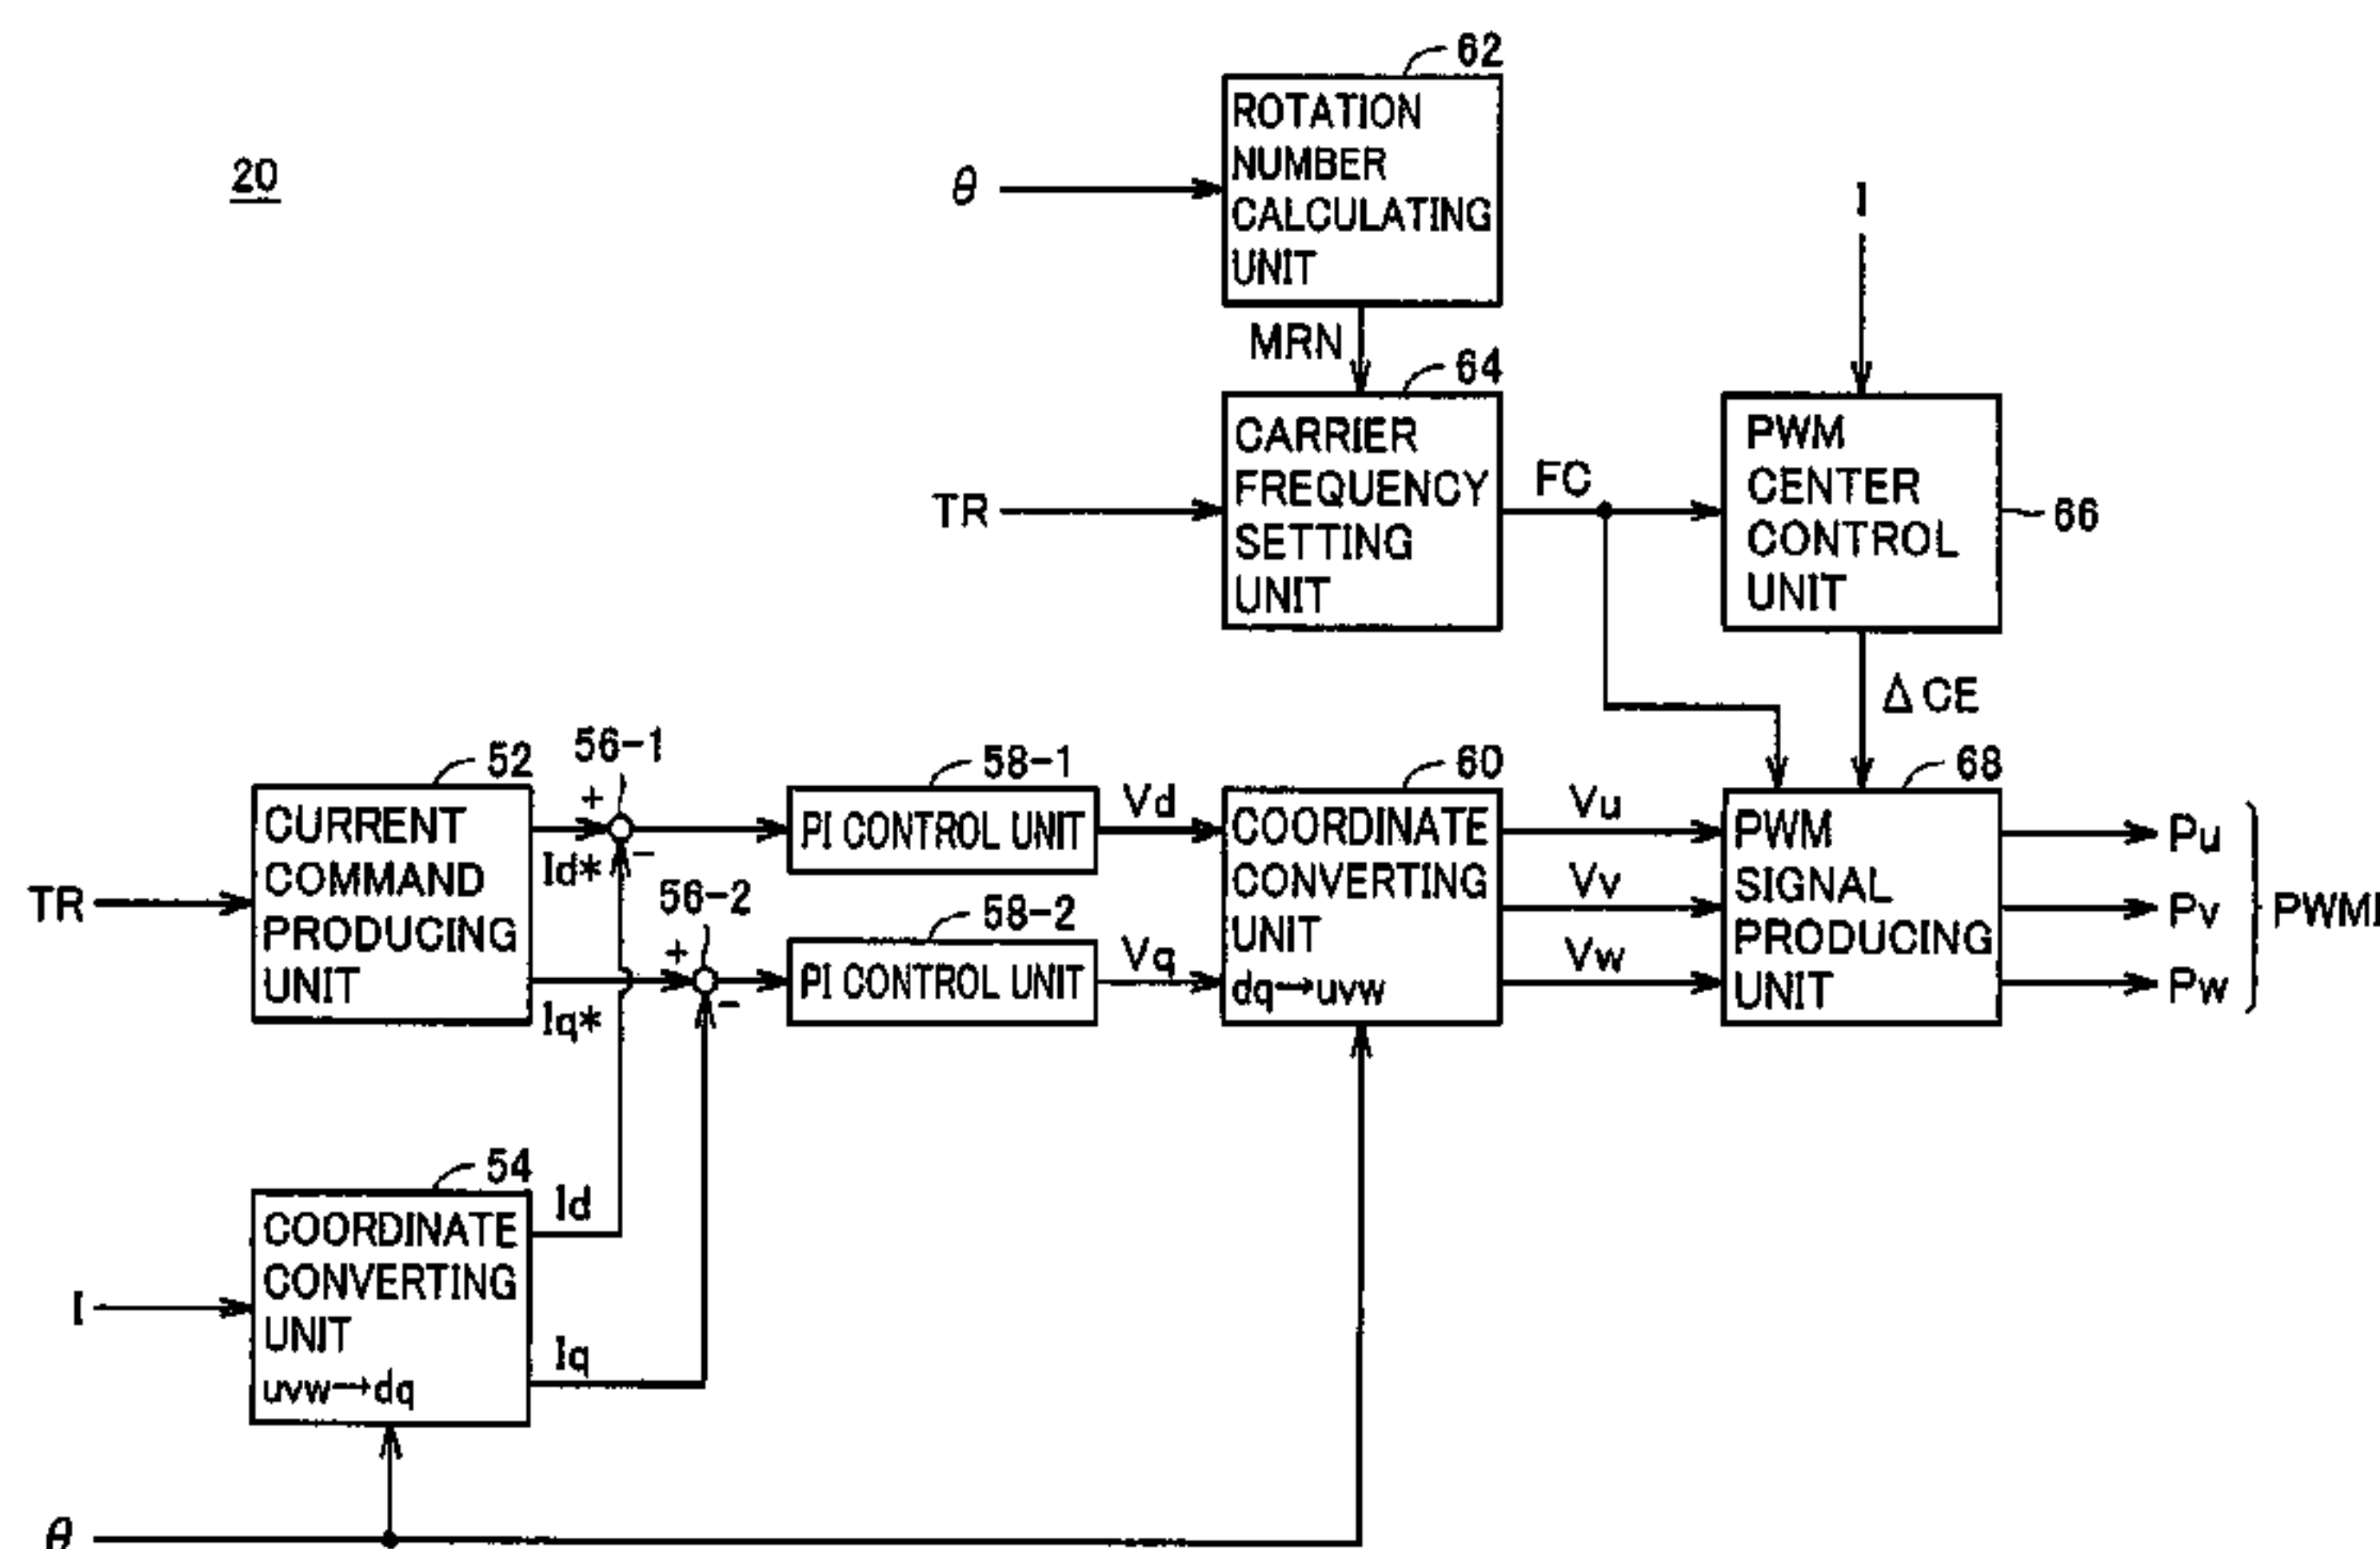 62
ROTATION
NUMBER
CALCULATING
UNIT
20
θ
I
MRN
64
CARRIER
FREQUENCY
SETTING
UNIT
TR
FC
PWM
CENTER
CONTROL
UNIT
66
ΔCE
52
CURRENT
COMMAND
PRODUCING
UNIT
TR
56-1
+
-
Id*
56-2
+
-
Iq*
58-1
PI CONTROL UNIT
58-2
PI CONTROL UNIT
Vd
Vq
60
COORDINATE
CONVERTING
UNIT
dq→uvw
Vu
Vv
Vw
68
PWM
SIGNAL
PRODUCING
UNIT
Pu
Pv
Pw
PWMI
54
COORDINATE
CONVERTING
UNIT
uvw→dq
I
Id
Iq
θ